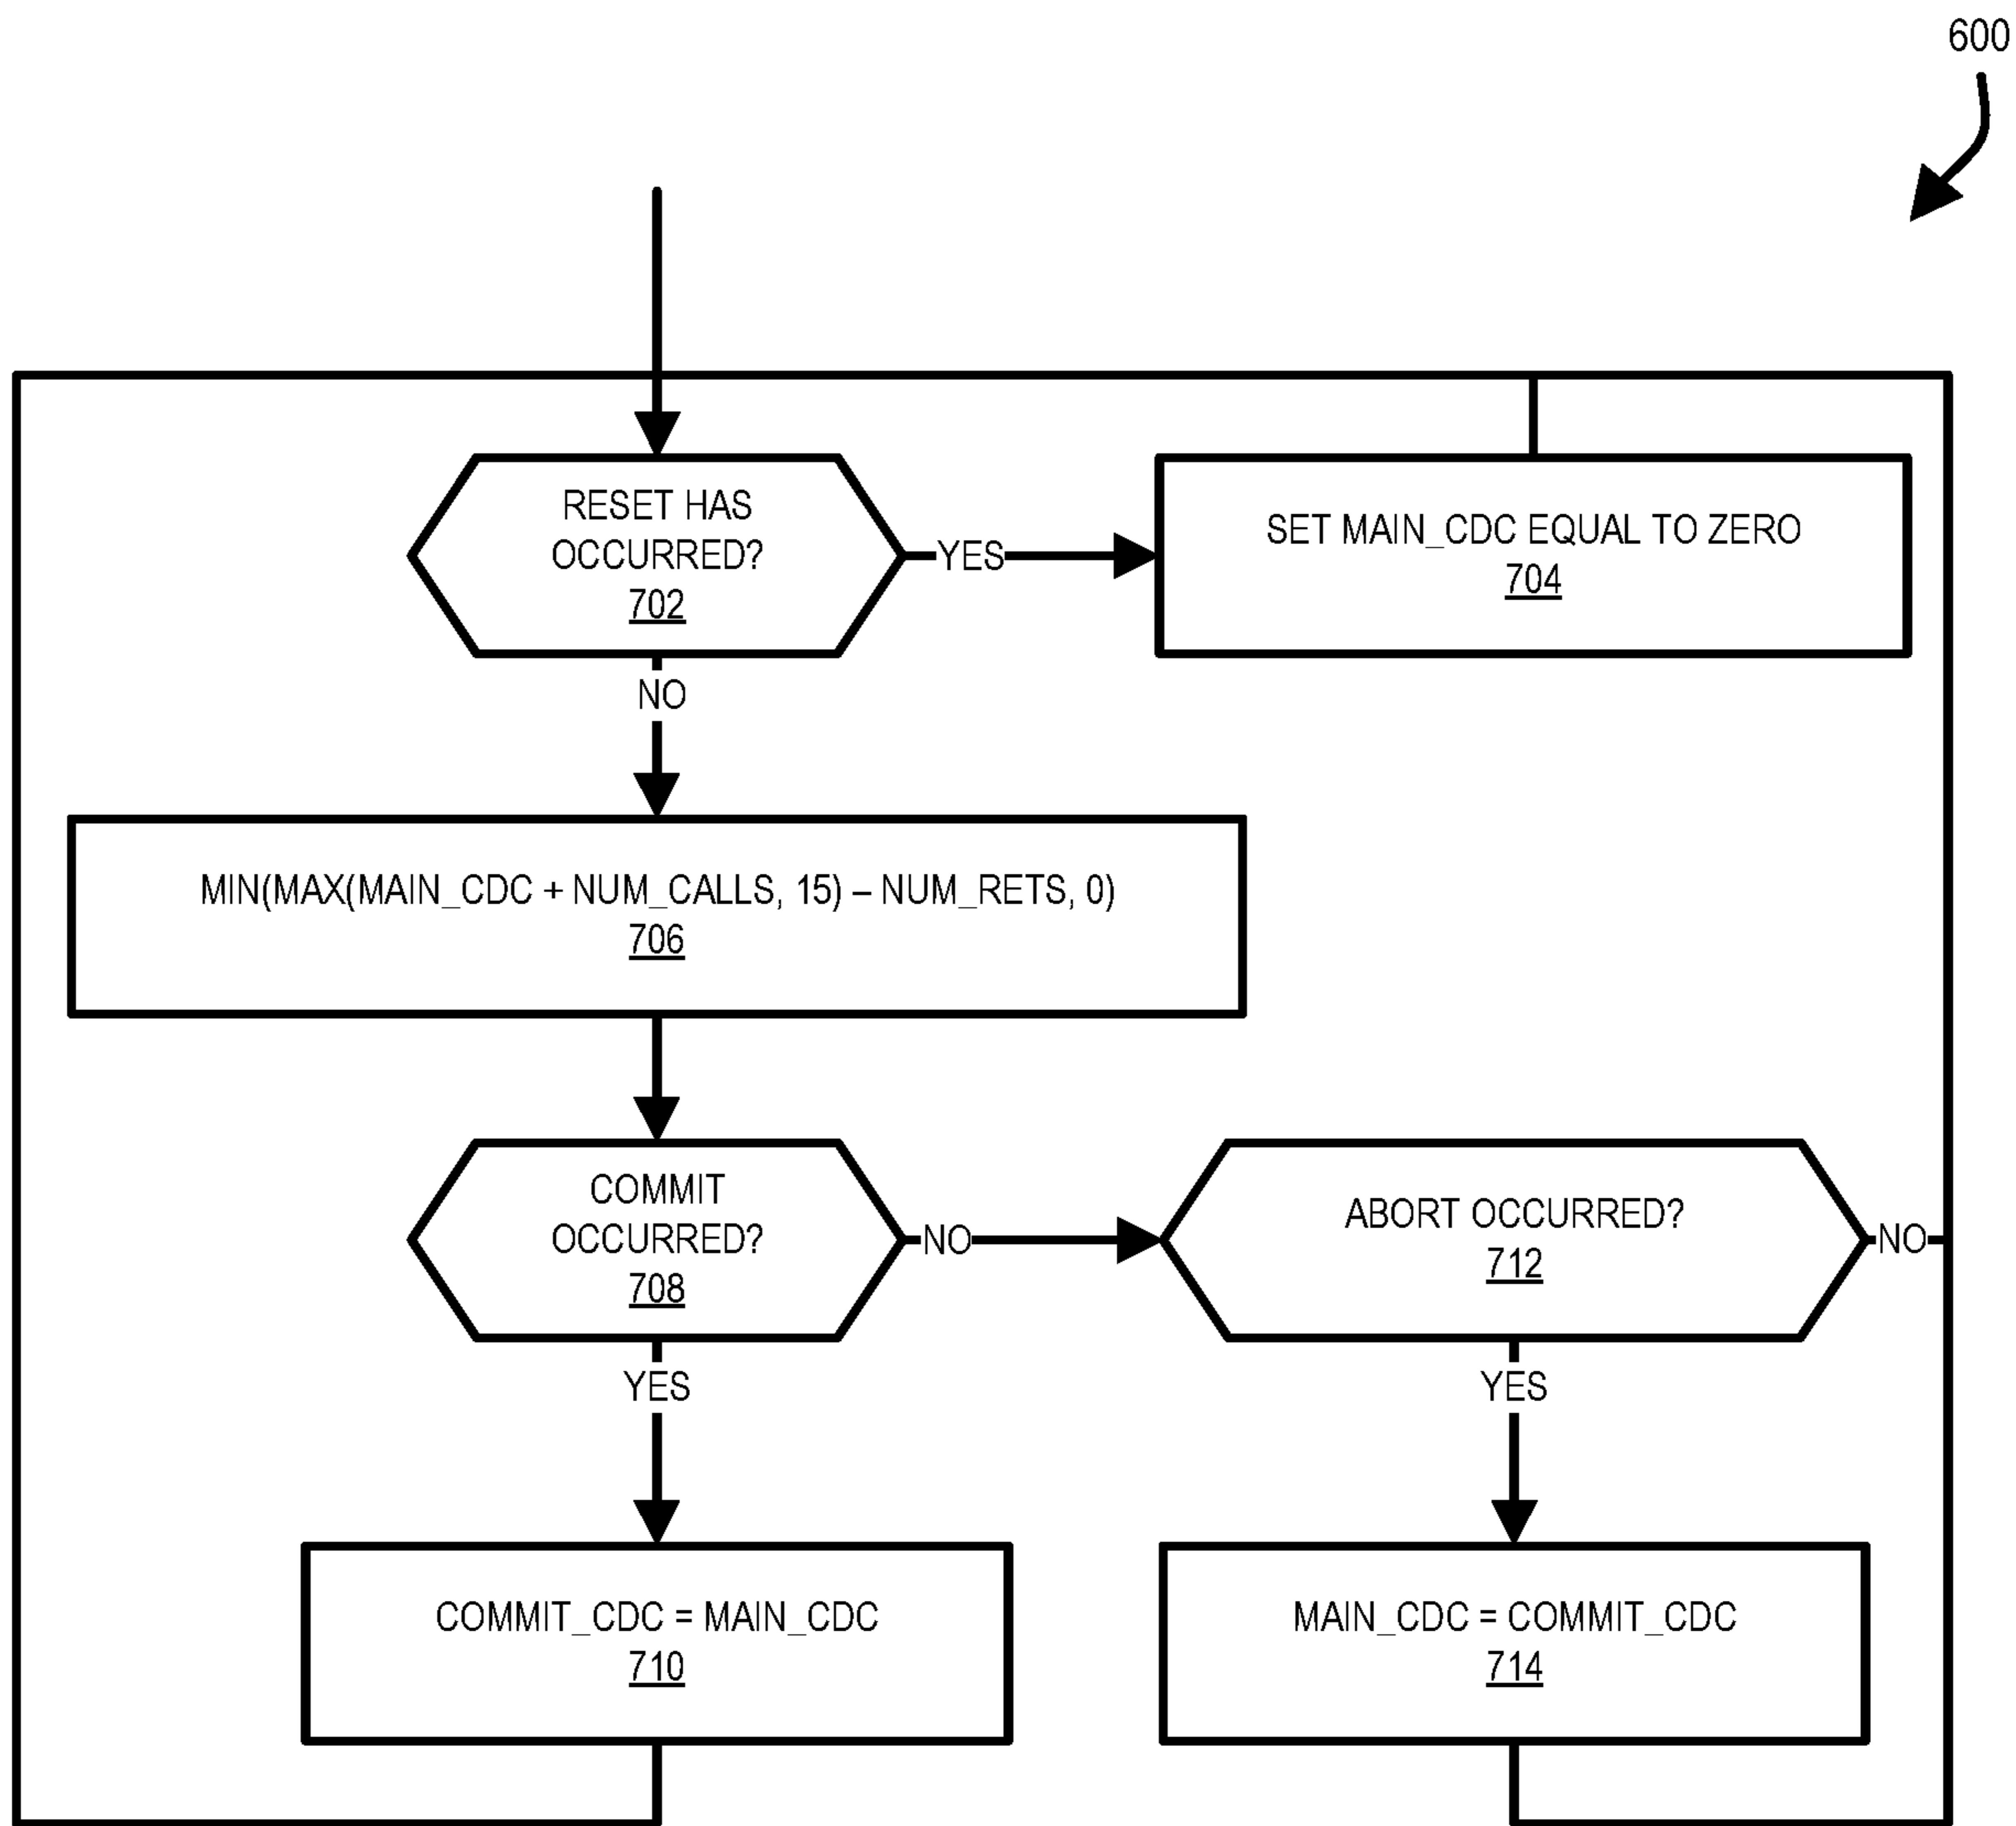 600
RESET HAS
OCCURRED?
702
YES
SET MAIN_CDC EQUAL TO ZERO
704
NO
MIN(MAX(MAIN_CDC + NUM_CALLS, 15) – NUM_RETS, 0)
706
COMMIT
OCCURRED?
708
NO
ABORT OCCURRED?
712
NO
YES
YES
COMMIT_CDC = MAIN_CDC
710
MAIN_CDC = COMMIT_CDC
714